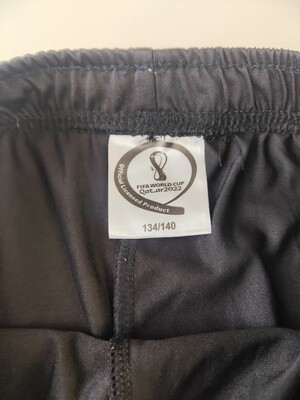 FIFA WORLD CUP
Qatar2022
Official Licensed Product
134/140